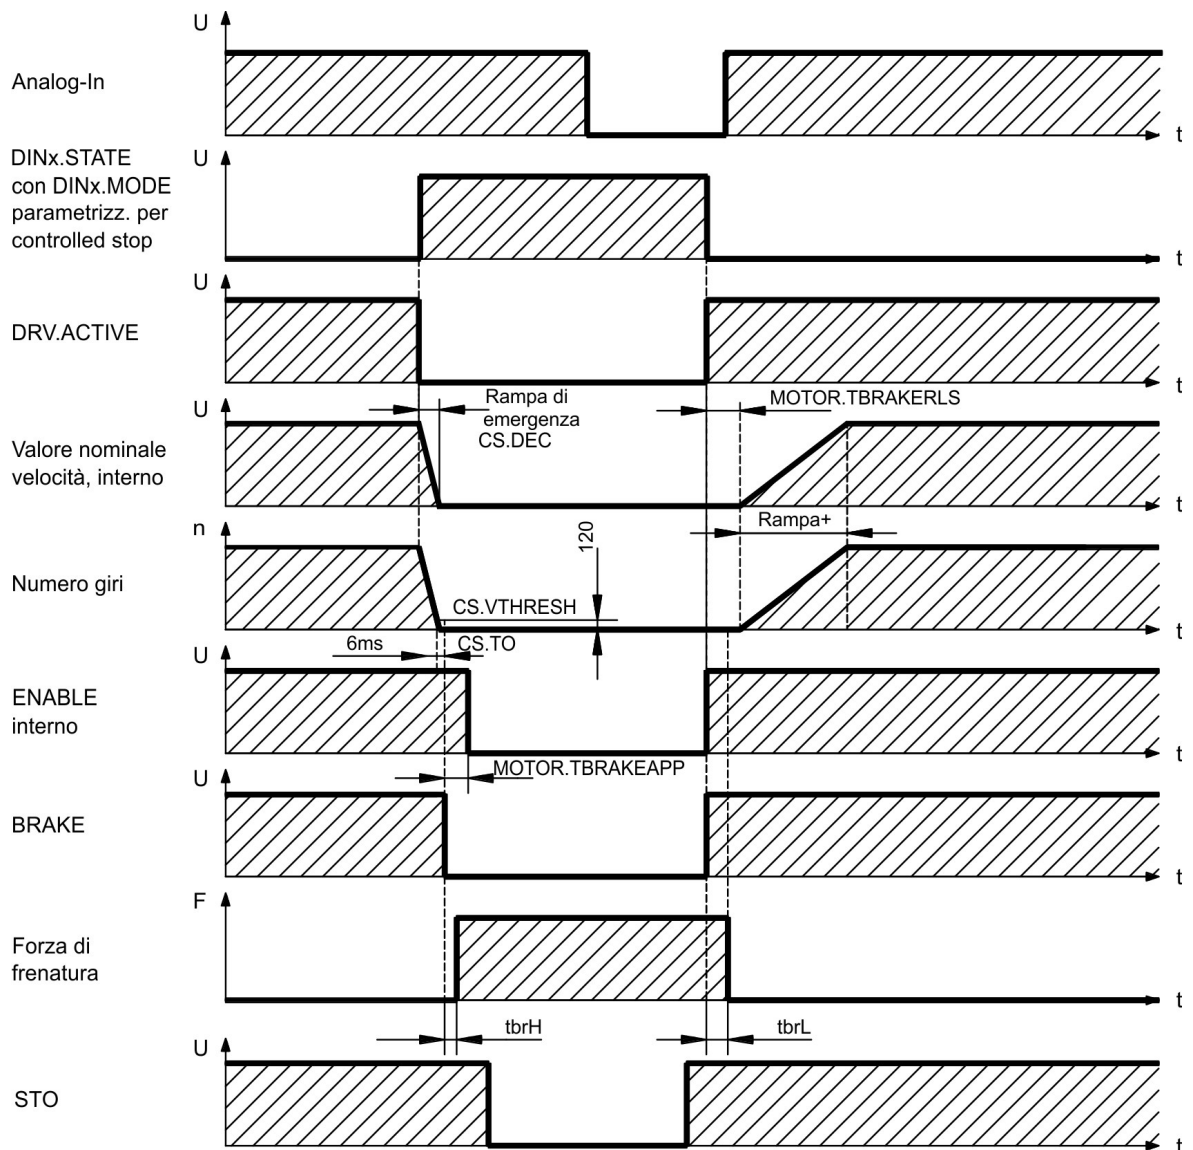 U
Analog-In
t
DINx.STATE
con DINx.MODE
parametrizz. per
controlled stop
U
t
U
DRV.ACTIVE
t
Rampa di
emergenza
CS.DEC
MOTOR.TBRAKERLS
U
Valore nominale
velocità, interno
t
Rampa+
n
120
Numero giri
CS.VTHRESH
t
6ms
CS.TO
U
ENABLE
interno
t
MOTOR.TBRAKEAPP
U
BRAKE
t
F
Forza di
frenatura
t
tbrH
tbrL
U
STO
t